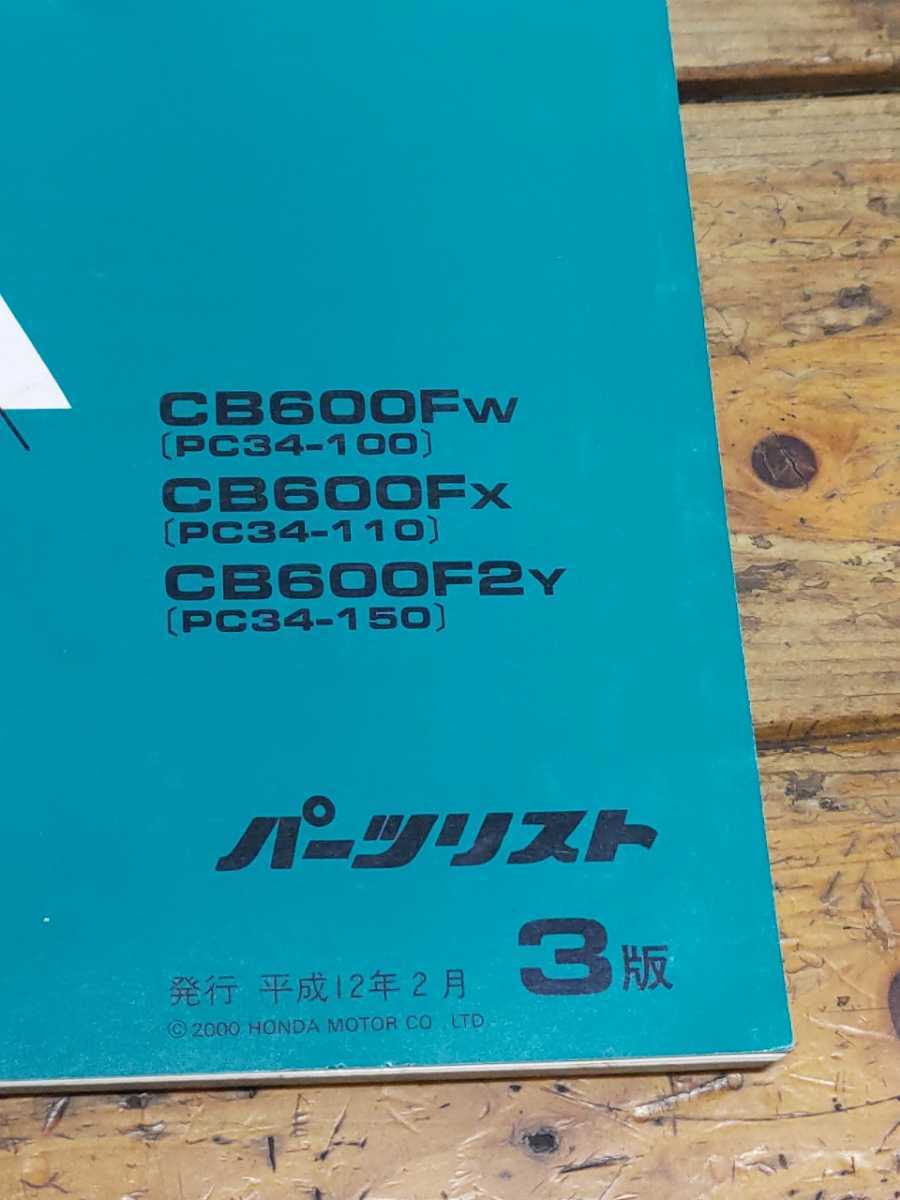 CB600FW
〔PC34-100〕
CB600FX
〔PC34-110〕
CB600F2Y
〔PC34-150〕
パーツリスト
発行 平成12年2月 3版
©2000 HONDA MOTOR CO. LTD.